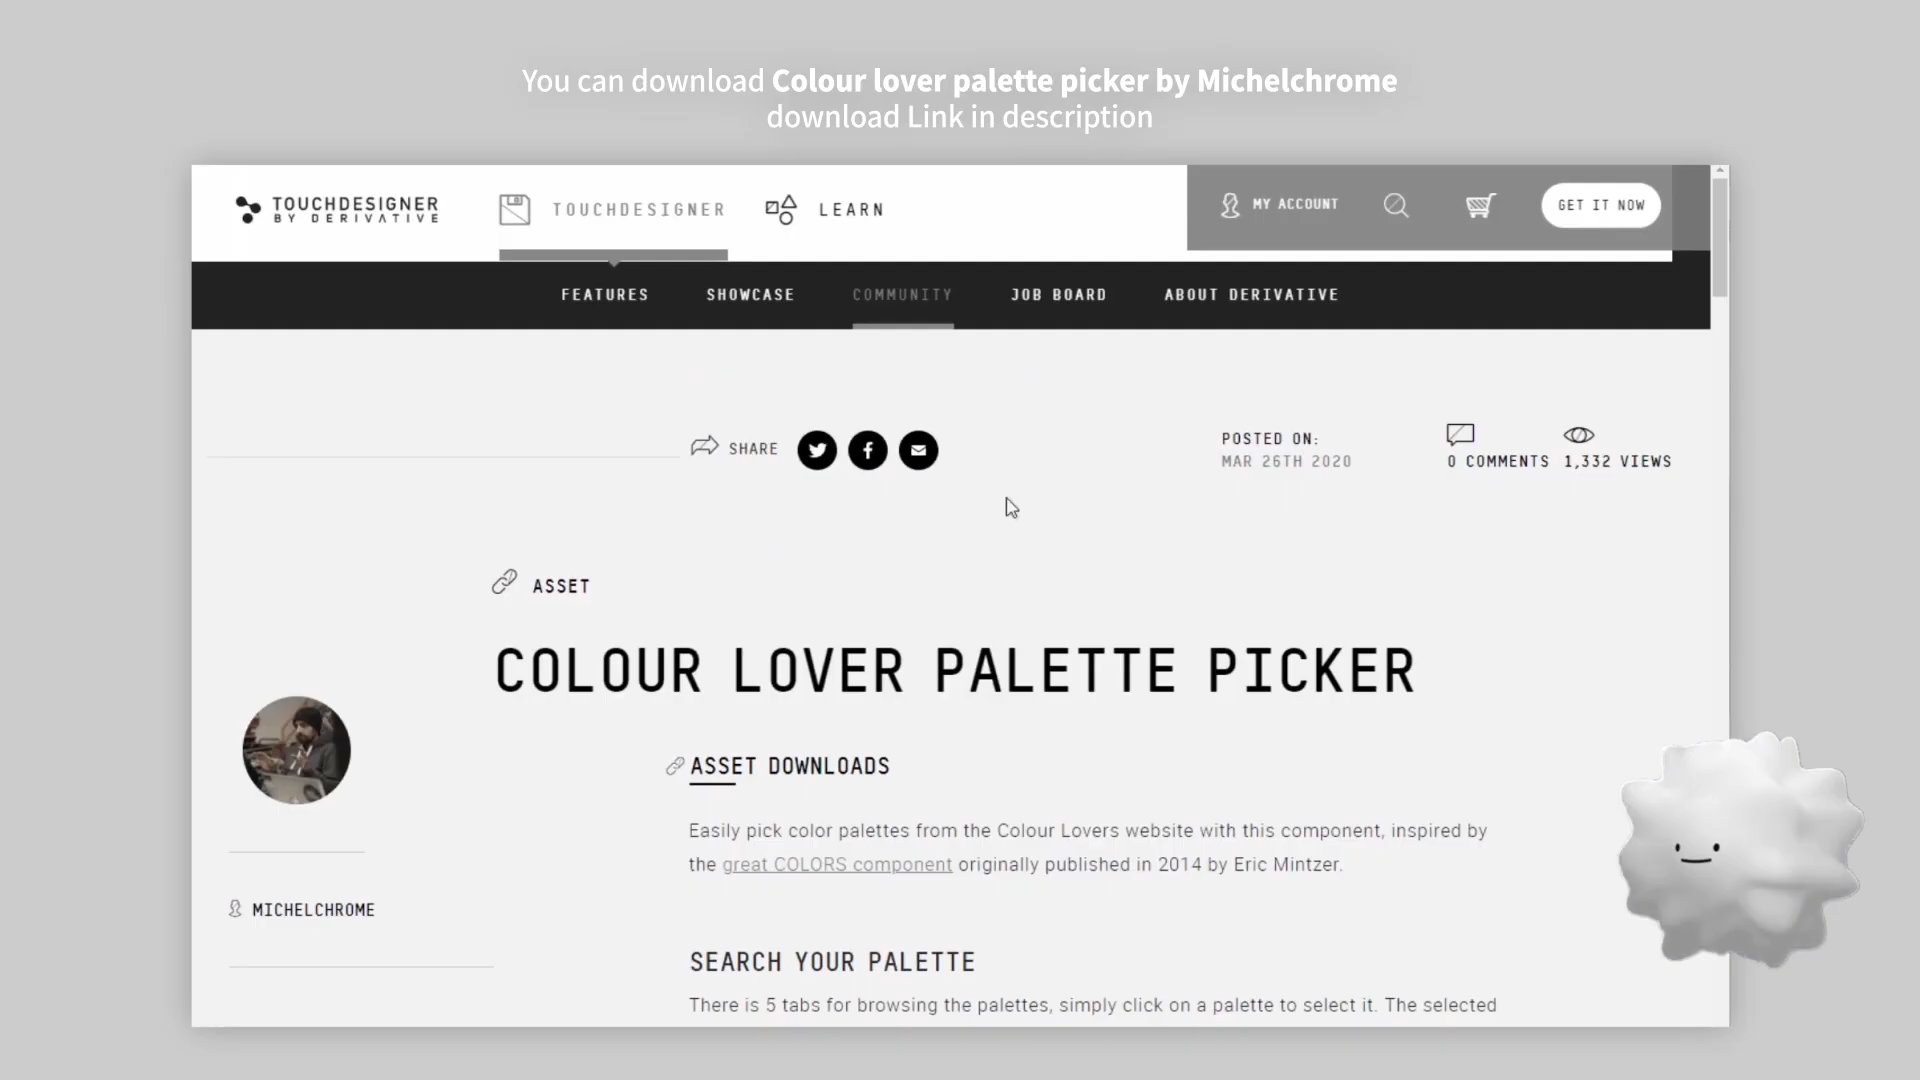 You can download Colour lover palette picker by Michelchrome
download Link in description
TOUCHDESIGNER
BY DERIVATIVE
TOUCHDESIGNER
LEARN
MY ACCOUNT
GET IT NOW
FEATURES
SHOWCASE
COMMUNITY
JOB BOARD
ABOUT DERIVATIVE
SHARE
POSTED ON:
MAR 26TH 2020
0 COMMENTS
1,332 VIEWS
ASSET
COLOUR LOVER PALETTE PICKER
ASSET DOWNLOADS
Easily pick color palettes from the Colour Lovers website with this component, inspired by
the great COLORS component originally published in 2014 by Eric Mintzer.
MICHELCHROME
SEARCH YOUR PALETTE
There is 5 tabs for browsing the palettes, simply click on a palette to select it. The selected